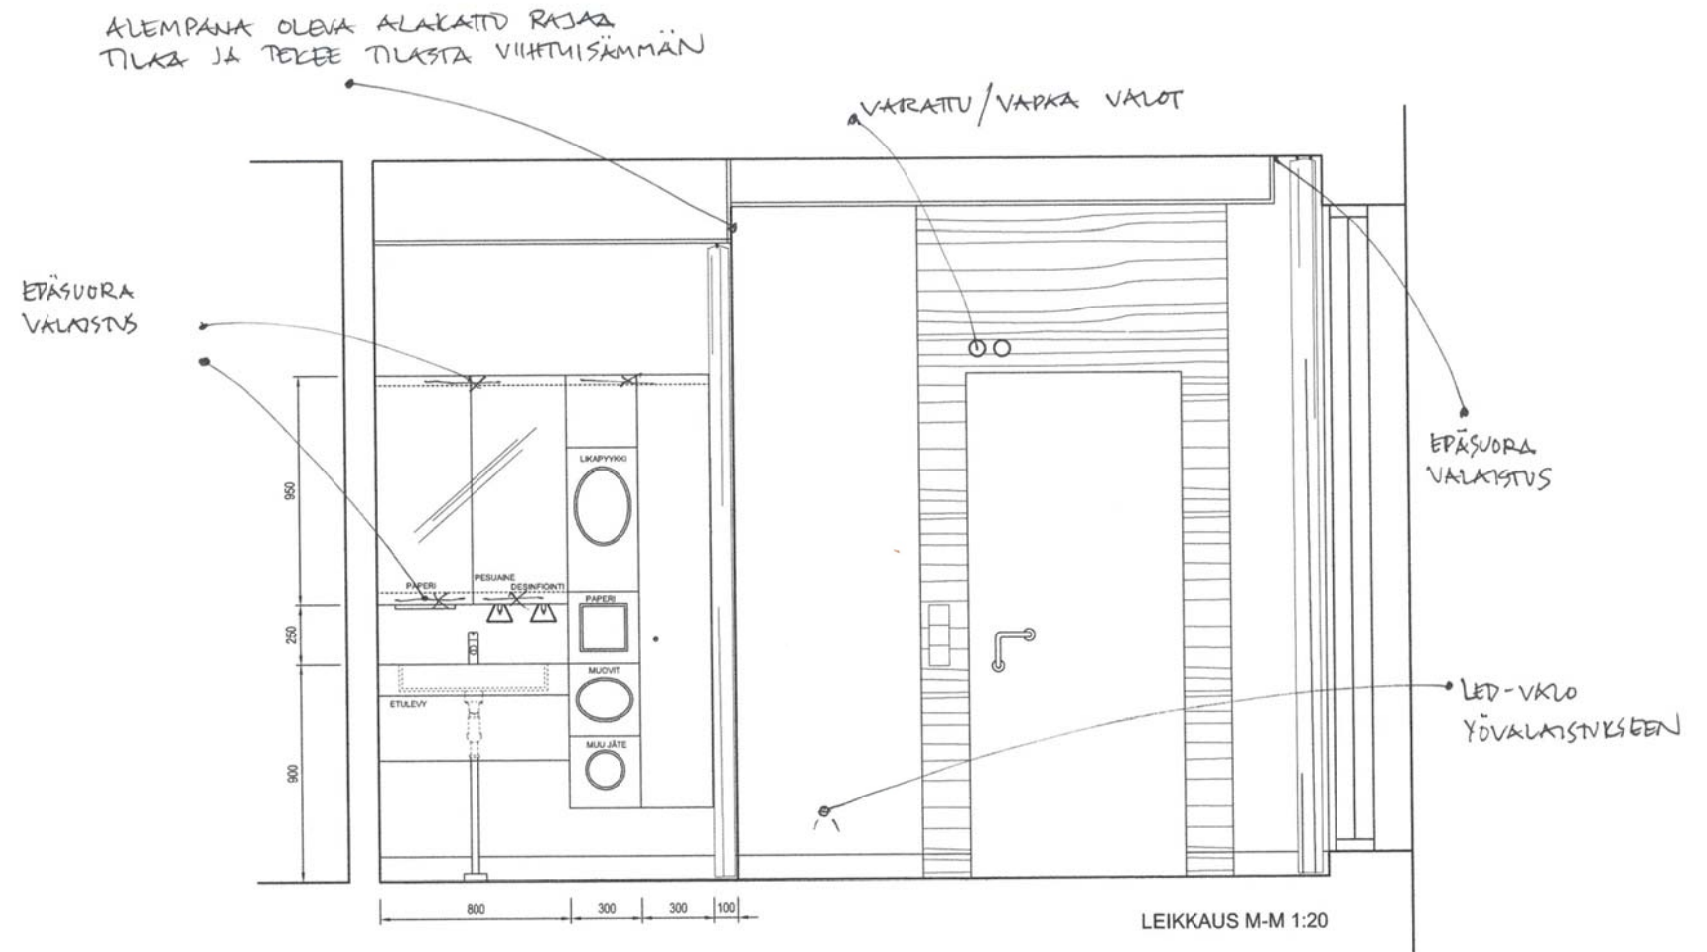 ALEMPANA OLEVA ALAKATTO RAJAA
TILAA JA TEKEE TILASTA VIIHTYISÄMMÄN
VARATTU/VAPAA VALOT
EPÄSUORA
VALAISTUS
EPÄSUORA
VALAISTUS
LIKAPYYKKI
950
PAPERI
PESUAINE
DESINFIOINTI
PAPERI
250
MUOVIT
ETULEVY
MUU JÄTE
900
LED-VALO
YÖVALAISTUKSEEN
800
300
300
100
LEIKKAUS M-M 1:20